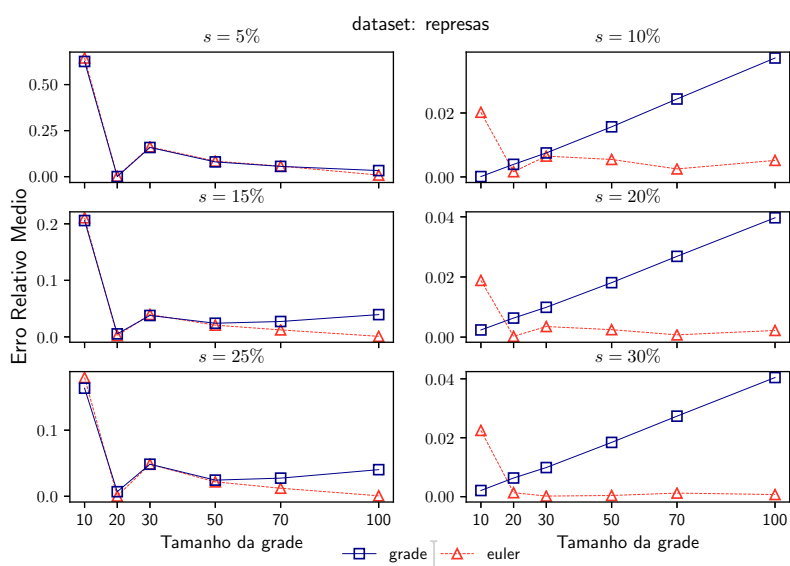 dataset: represas
s = 5%
s = 10%
0.50
0.25
0.00
0.02
0.00
s = 15%
s = 20%
0.2
0.1
0.0
0.04
0.02
0.00
Erro Relativo Medio
s = 25%
s = 30%
0.1
0.0
0.04
0.02
0.00
10 20 30 50 70 100
10 20 30 50 70 100
Tamanho da grade
Tamanho da grade
grade
euler